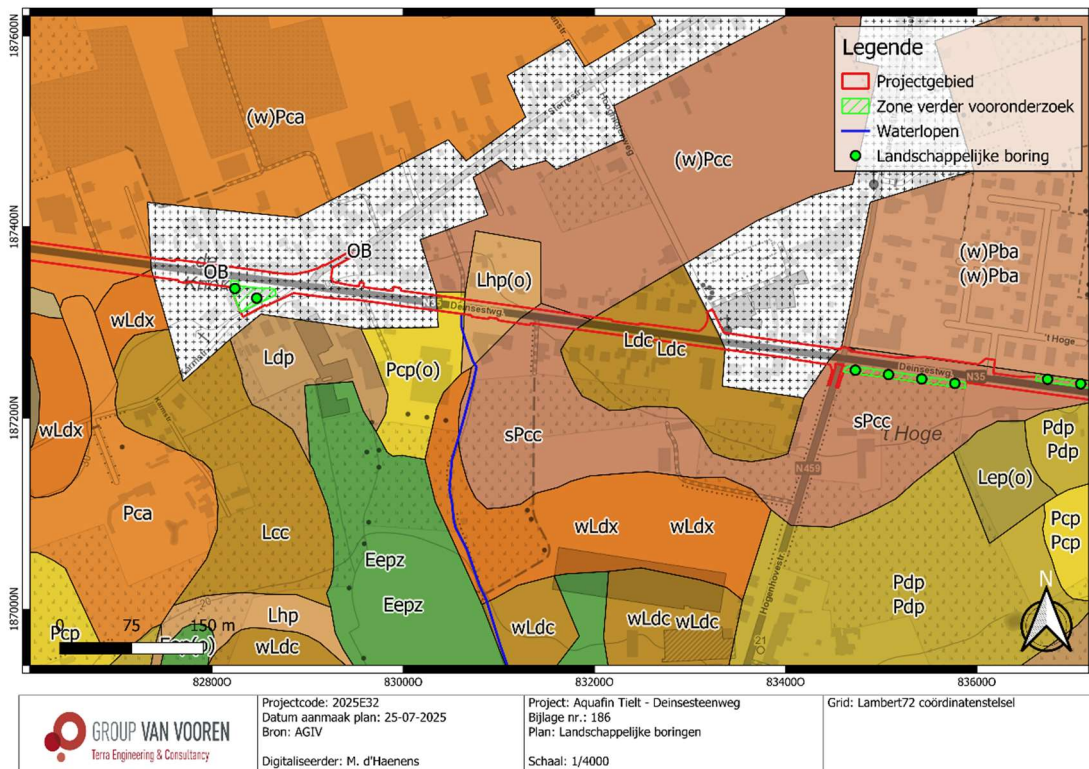 187600N
187400N
187200N
187000N
Legende
Projectgebied
Zone verder vooronderzoek
Waterlopen
Landschappelijke boring
(w)Pca
(w)Pcc
(w)Pba
(w)Pba
OB
OB
Lhp(o)
wLdx
Ldp
Pcp(o)
Deinsestwg
Ldc
Ldc
't Hoge
Deinsestwg
N35
wLdx
sPcc
sPcc
't Hoge
N459
Pdp
Pdp
Lep(o)
Pca
Lcc
wLdx
wLdx
Pcp
Pcp
Eepz
Eepz
Hogenhovestr.
Pdp
Pdp
N
Lhp
wLdc
wLdc
wLdc
wLdc
Pcp
0 75 150 m
828000
830000
832000
834000
836000
GROUP VAN VOOREN
Terra Engineering & Consultancy
Projectcode: 2025E32
Datum aanmaak plan: 25-07-2025
Bron: AGIV
Digitaliseerder: M. d'Haenens
Project: Aquafin Tielt - Deinsesteenweg
Bijlage nr.: 186
Plan: Landschappelijke boringen
Schaal: 1/4000
Grid: Lambert72 coördinatenstelsel